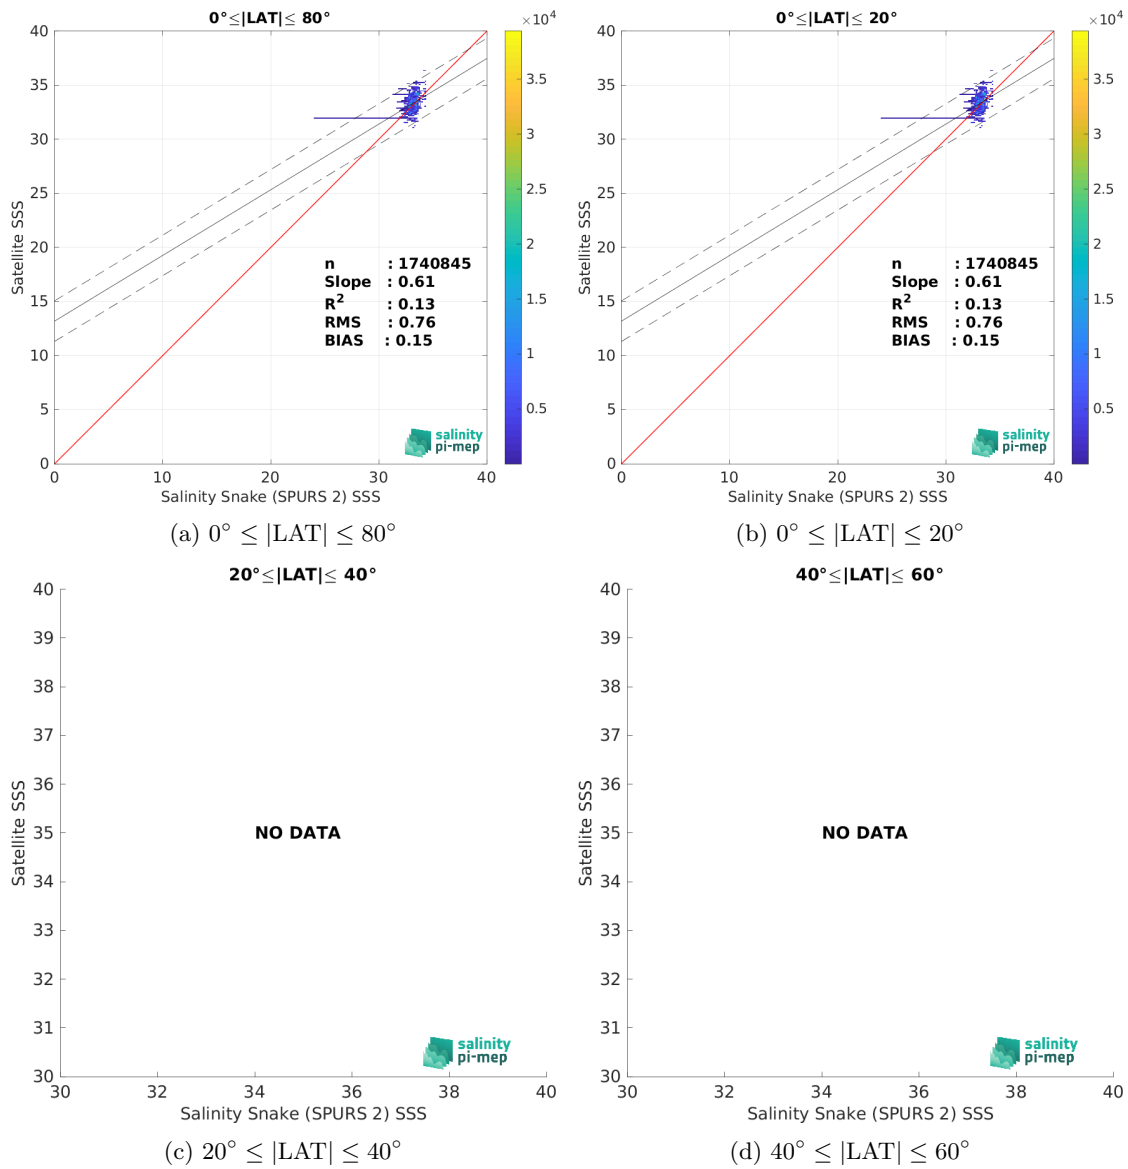 0°≤|LAT|≤ 80°
×10⁴
40
35
30
25
20
15
10
5
0
Satellite SSS
n : 1740845
Slope : 0.61
R² : 0.13
RMS : 0.76
BIAS : 0.15
salinity
pi-mep
0 10 20 30 40
Salinity Snake (SPURS 2) SSS
3.5
3
2.5
2
1.5
1
0.5
(a) 0° ≤ |LAT| ≤ 80°
0°≤|LAT|≤ 20°
×10⁴
40
35
30
25
20
15
10
5
0
Satellite SSS
n : 1740845
Slope : 0.61
R² : 0.13
RMS : 0.76
BIAS : 0.15
salinity
pi-mep
0 10 20 30 40
Salinity Snake (SPURS 2) SSS
3.5
3
2.5
2
1.5
1
0.5
(b) 0° ≤ |LAT| ≤ 20°
20°≤|LAT|≤ 40°
40
39
38
37
36
35
34
33
32
31
30
Satellite SSS
NO DATA
salinity
pi-mep
30 32 34 36 38 40
Salinity Snake (SPURS 2) SSS
(c) 20° ≤ |LAT| ≤ 40°
40°≤|LAT|≤ 60°
40
39
38
37
36
35
34
33
32
31
30
Satellite SSS
NO DATA
salinity
pi-mep
30 32 34 36 38 40
Salinity Snake (SPURS 2) SSS
(d) 40° ≤ |LAT| ≤ 60°